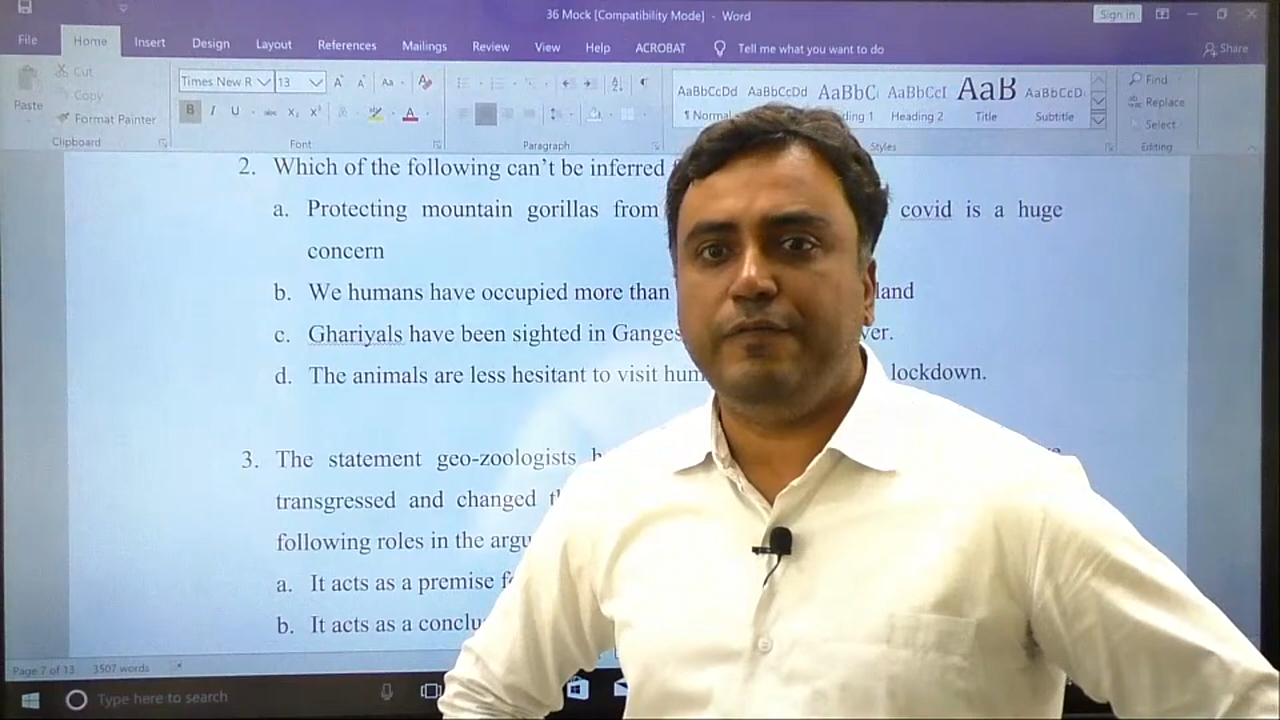 36 Mock [Compatibility Mode] - Word
Sign in
File Home Insert Design Layout References Mailings Review View Help ACROBAT Tell me what you want to do Share
Paste Cut Copy Format Painter
Clipboard
Times New R 13
B I U abc X₂ X²
Font
Paragraph
AaBbCcDd AaBbCcDd AaBbC AaBbCcI AaB AaBbCcD
¶ Normal Heading 2 Title Subtitle
Styles
Find
Replace
Select
Editing
2. Which of the following can't be inferred
a. Protecting mountain gorillas from covid is a huge
concern
b. We humans have occupied more than land
c. Ghariyals have been sighted in Ganges
d. The animals are less hesitant to visit lockdown.
3. The statement geo-zoologists
transgressed and changed
following roles in the
a. It acts as a premise
b. It acts as a
Page 7 of 13 3507 words
Type here to search